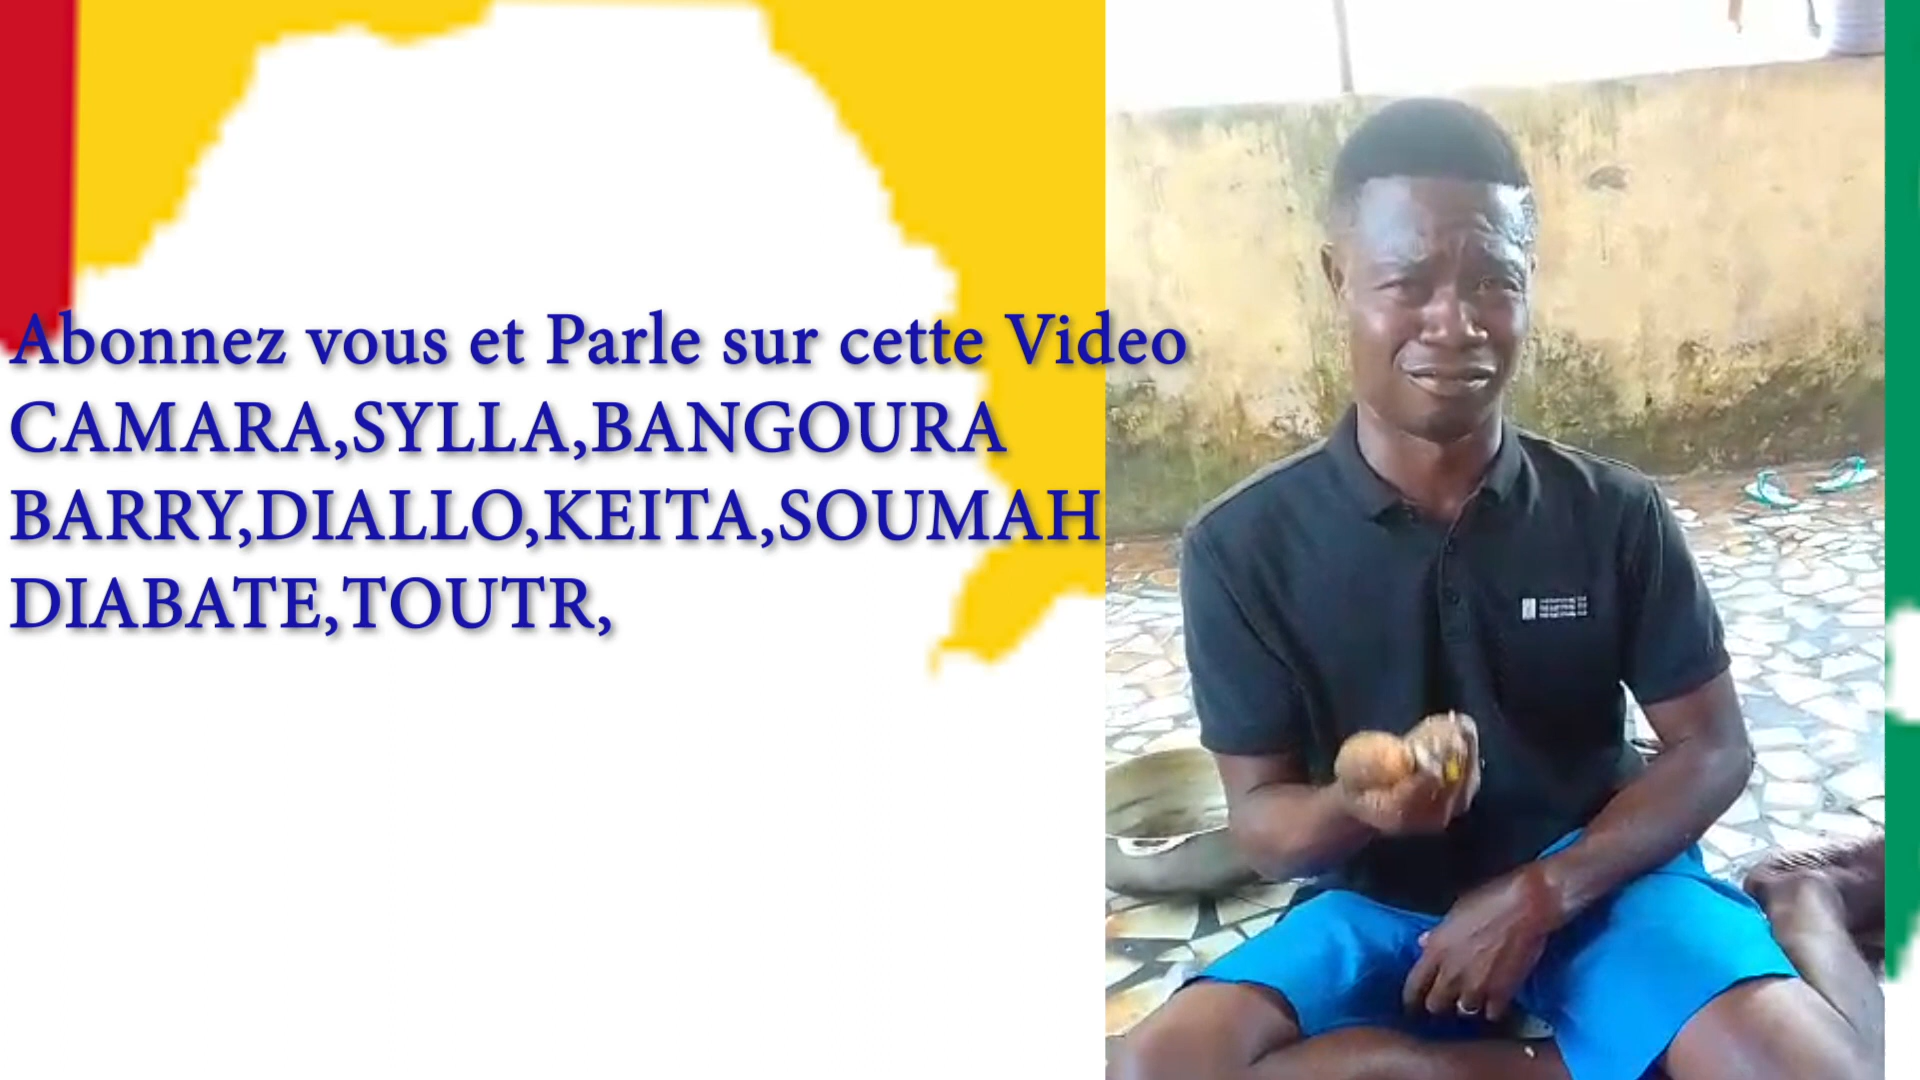 Abonnez vous et Parle sur cette Video
CAMARA,SYLLA,BANGOURA
BARRY,DIALLO,KEITA,SOUMAH
DIABATE,TOUTR,